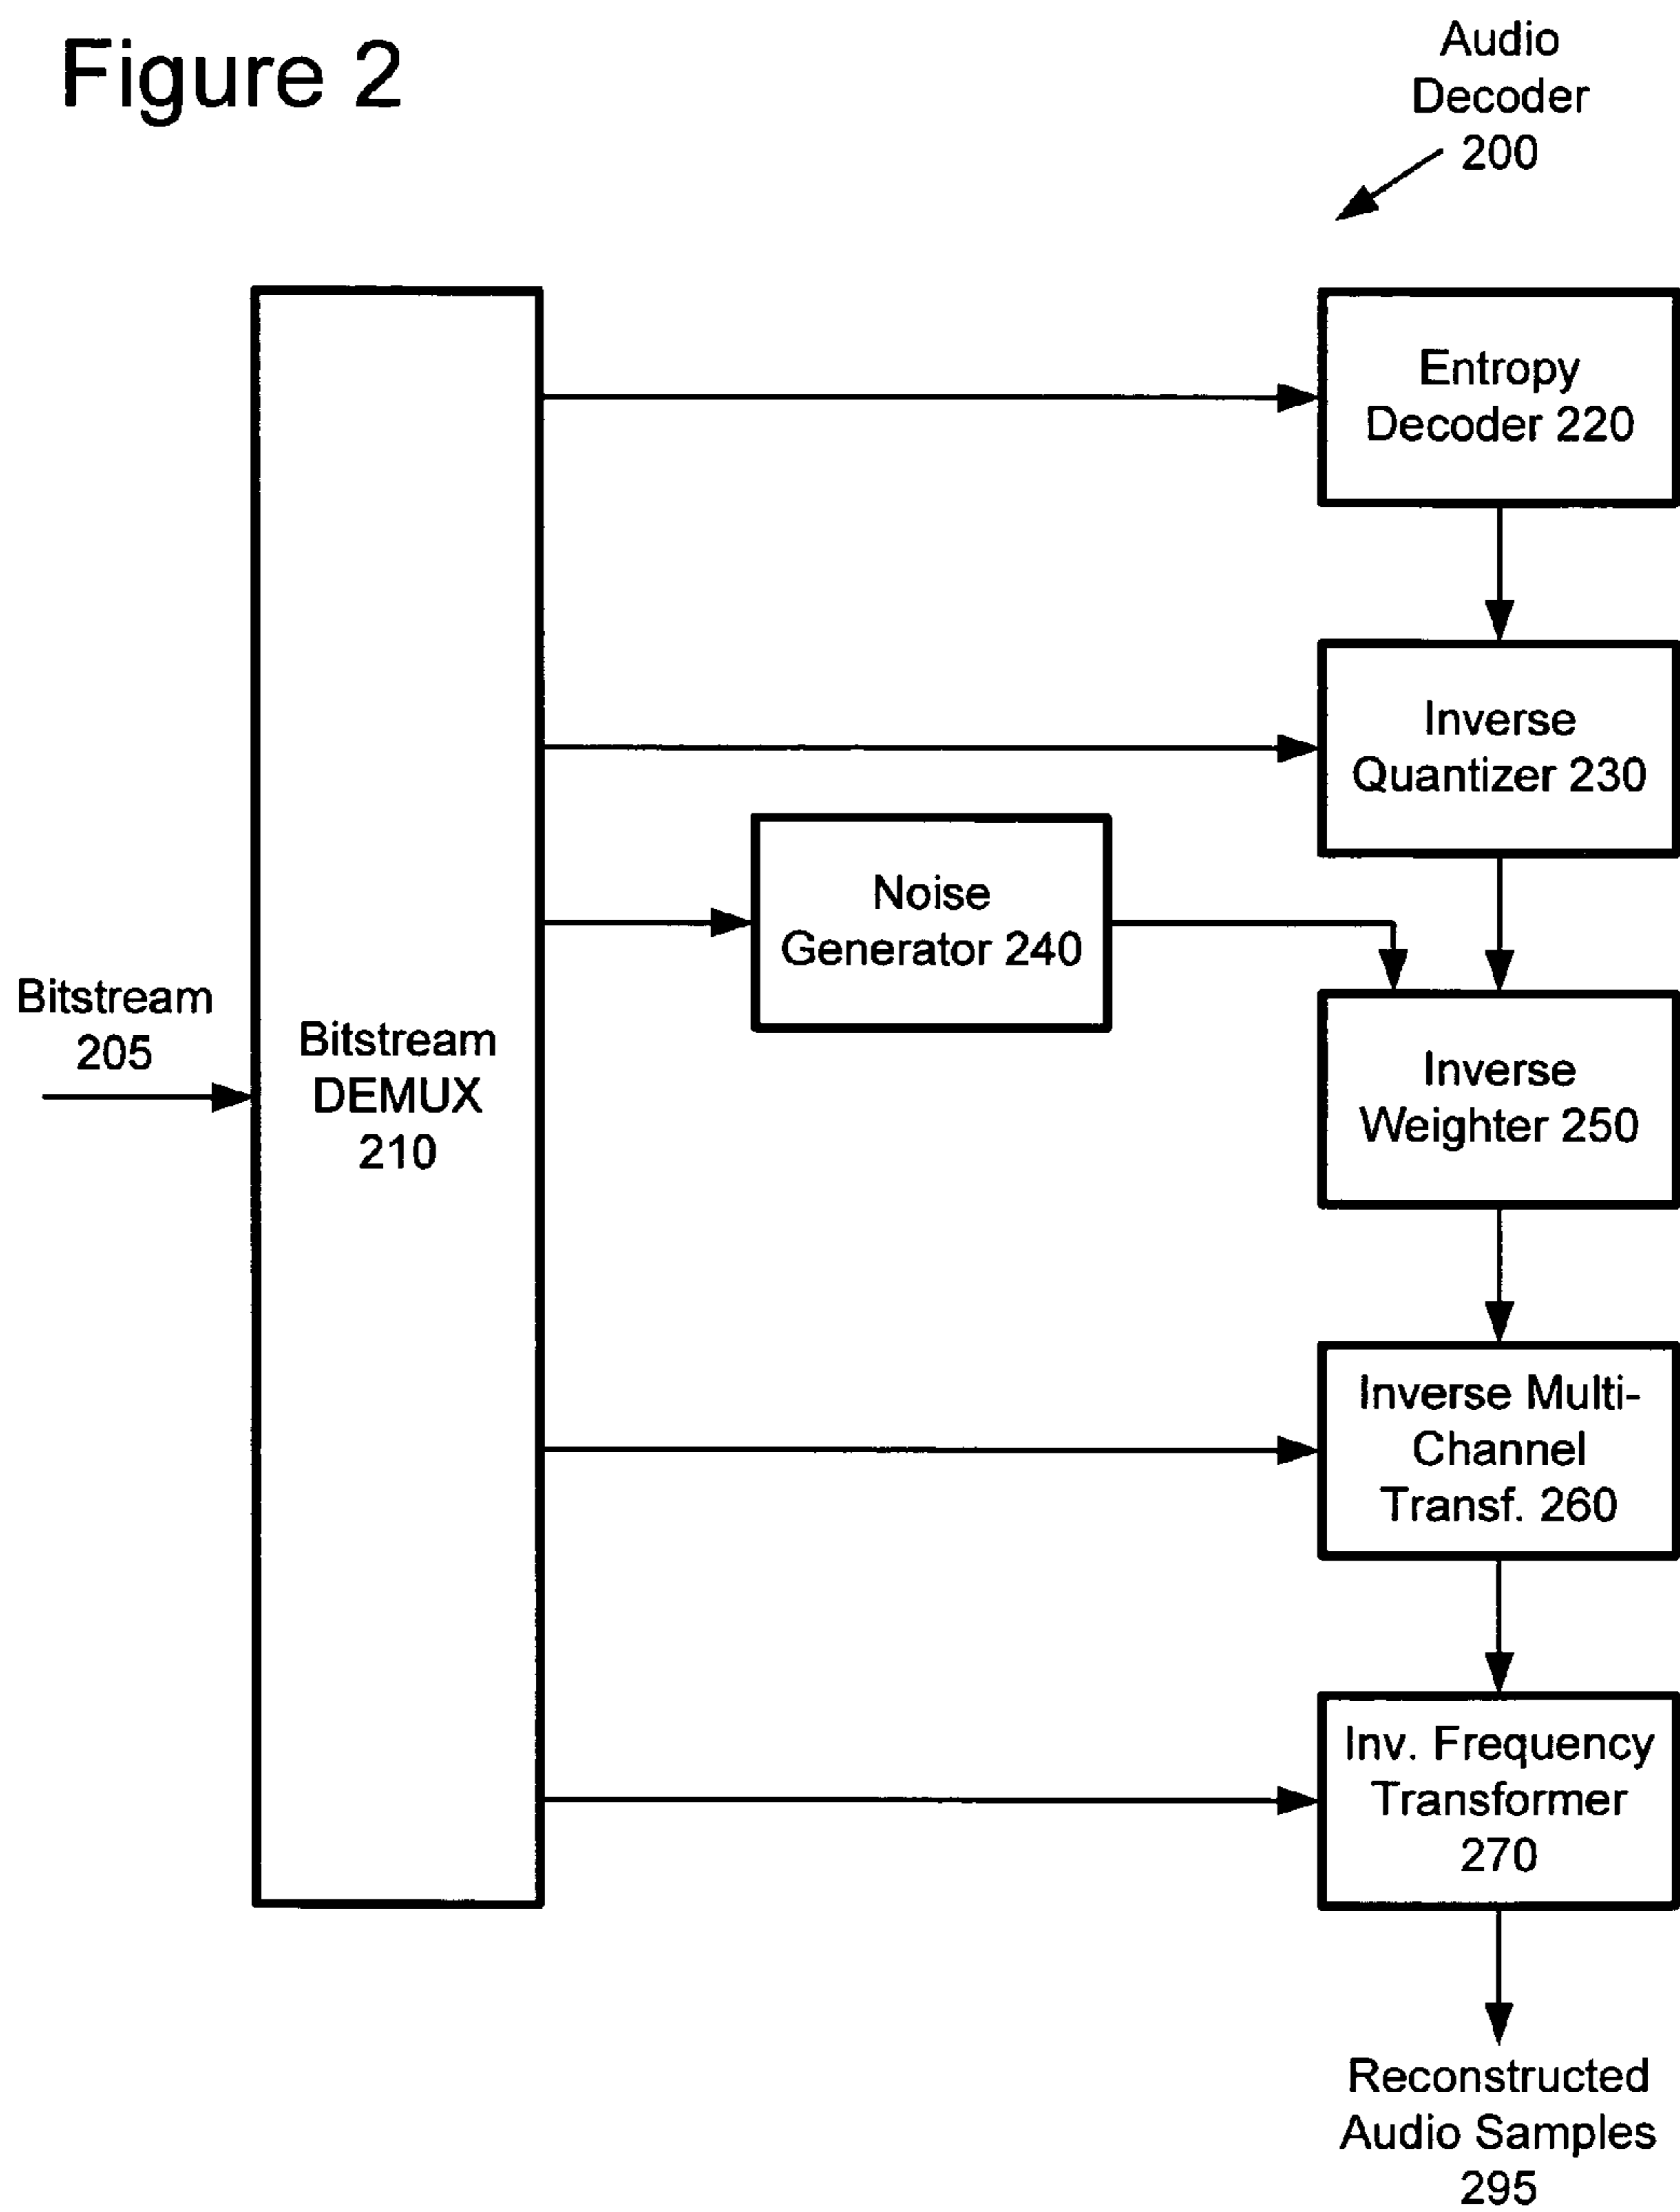 Figure 2
Audio
Decoder
200
Entropy
Decoder 220
Inverse
Quantizer 230
Noise
Generator 240
Bitstream
205
Bitstream
DEMUX
210
Inverse
Weighter 250
Inverse Multi-
Channel
Transf. 260
Inv. Frequency
Transformer
270
Reconstructed
Audio Samples
295